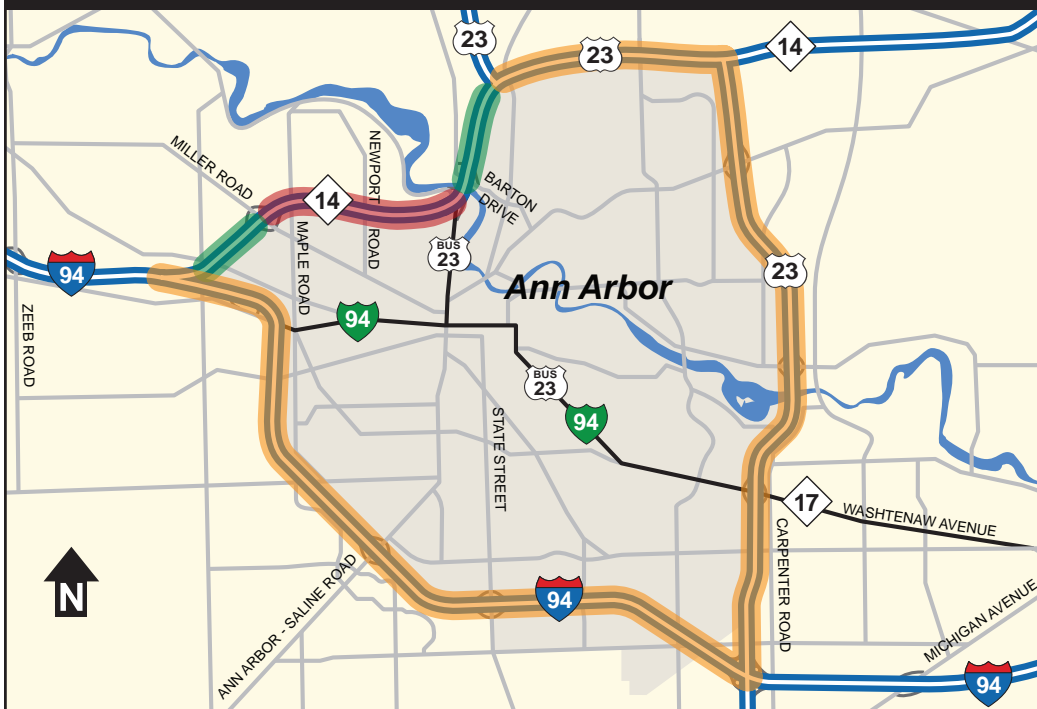 23
23
14
MILLER ROAD
NEWPORT ROAD
BARTON
DRIVE
14
MAPLE ROAD
BUS
23
23
94
Ann Arbor
ZEEB ROAD
94
BUS
23
94
STATE STREET
17
WASHTENAW AVENUE
CARPENTER ROAD
N
ANN ARBOR - SALINE ROAD
94
MICHIGAN AVENUE
94